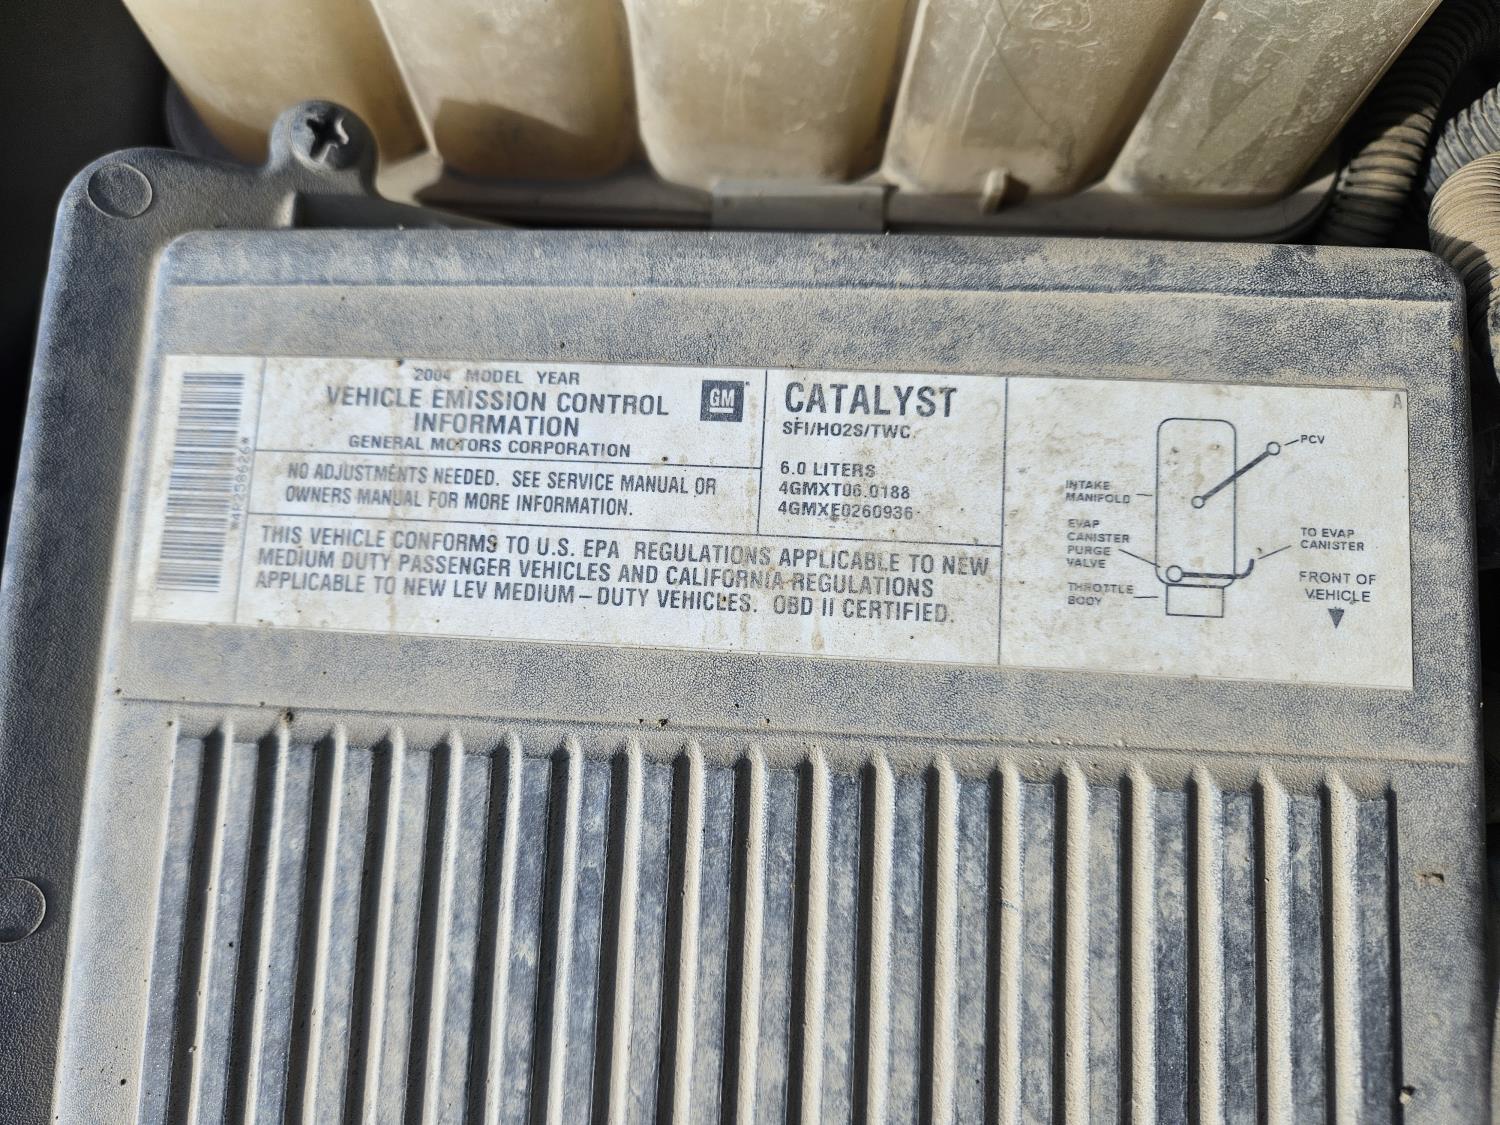 2004 MODEL YEAR
VEHICLE EMISSION CONTROL
INFORMATION
GENERAL MOTORS CORPORATION
GM
NO ADJUSTMENTS NEEDED. SEE SERVICE MANUAL OR
OWNERS MANUAL FOR MORE INFORMATION.
THIS VEHICLE CONFORMS TO U.S. EPA REGULATIONS APPLICABLE TO NEW
MEDIUM DUTY PASSENGER VEHICLES AND CALIFORNIA REGULATIONS
APPLICABLE TO NEW LEV MEDIUM-DUTY VEHICLES. OBD II CERTIFIED.
CATALYST
SFI/HO2S/TWC
6.0 LITERS
4GMXT06.0188
4GMXE0260936
A
PCV
INTAKE
MANIFOLD
EVAP
CANISTER
PURGE
VALVE
THROTTLE
BODY
TO EVAP
CANISTER
FRONT OF
VEHICLE